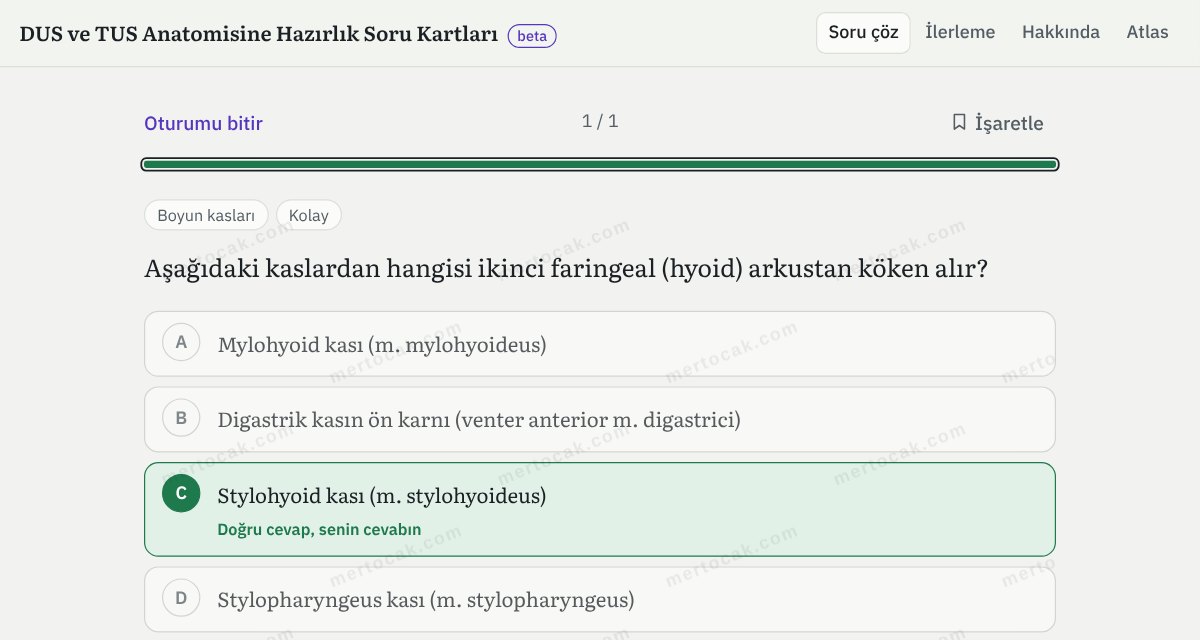 DUS ve TUS Anatomisine Hazırlık Soru Kartları beta
Soru çöz İlerleme Hakkında Atlas
Oturumu bitir 1 / 1 İşaretle
Boyun kasları Kolay
Aşağıdaki kaslardan hangisi ikinci faringeal (hyoid) arkustan köken alır?
A Mylohyoid kası (m. mylohyoideus)
B Digastrik kasın ön karnı (venter anterior m. digastrici)
C Stylohyoid kası (m. stylohyoideus)
Doğru cevap, senin cevabın
D Stylopharyngeus kası (m. stylopharyngeus)
mertocak.com